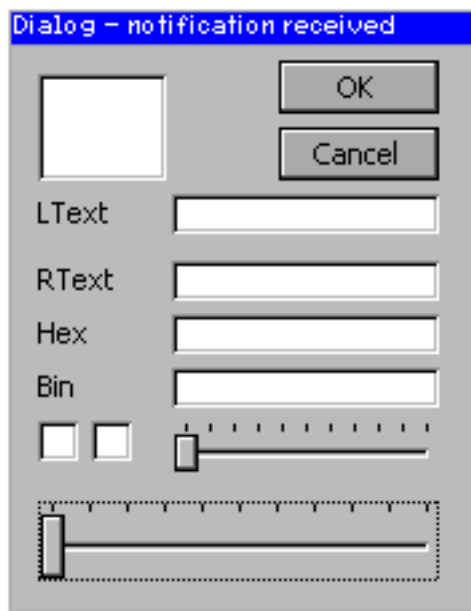 Dialog – notification received
OK
Cancel
LText
RText
Hex
Bin